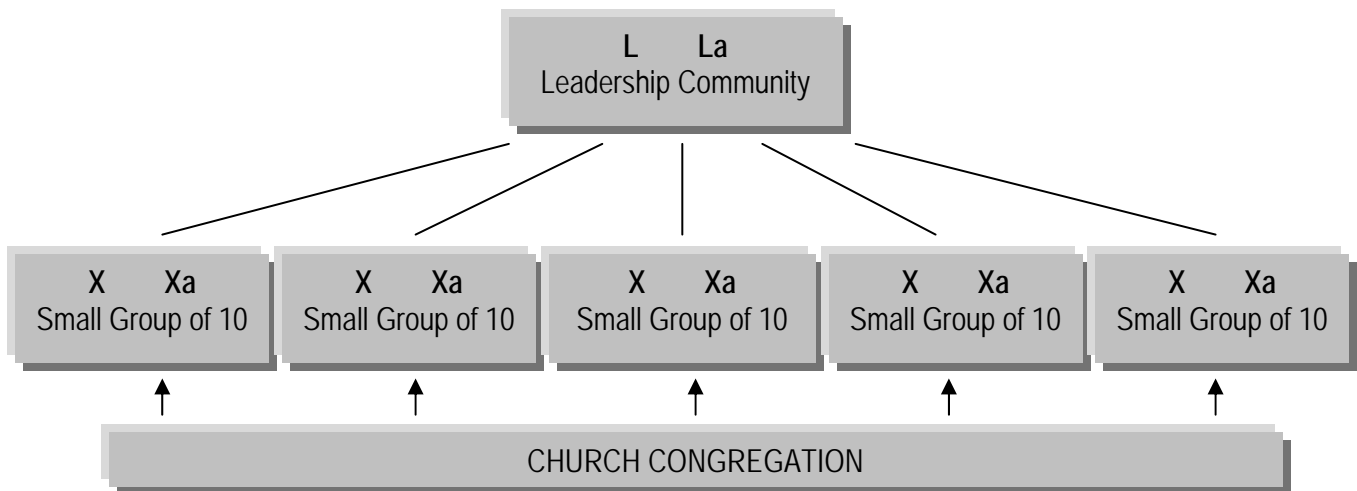 L La
Leadership Community
X Xa
Small Group of 10
X Xa
Small Group of 10
X Xa
Small Group of 10
X Xa
Small Group of 10
X Xa
Small Group of 10
CHURCH CONGREGATION